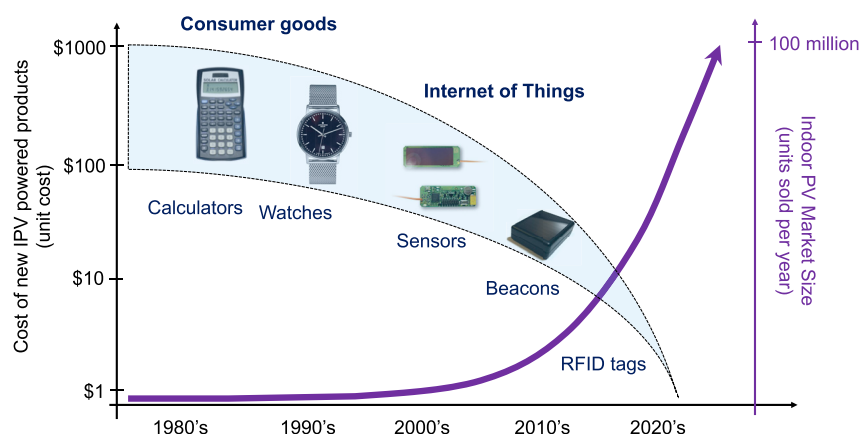 Consumer goods
$1000
100 million
Internet of Things
$100
Calculators
Watches
Sensors
Beacons
$10
RFID tags
$1
1980's
1990's
2000's
2010's
2020's
Cost of new IPV powered products
(unit cost)
Indoor PV Market Size
(units sold per year)